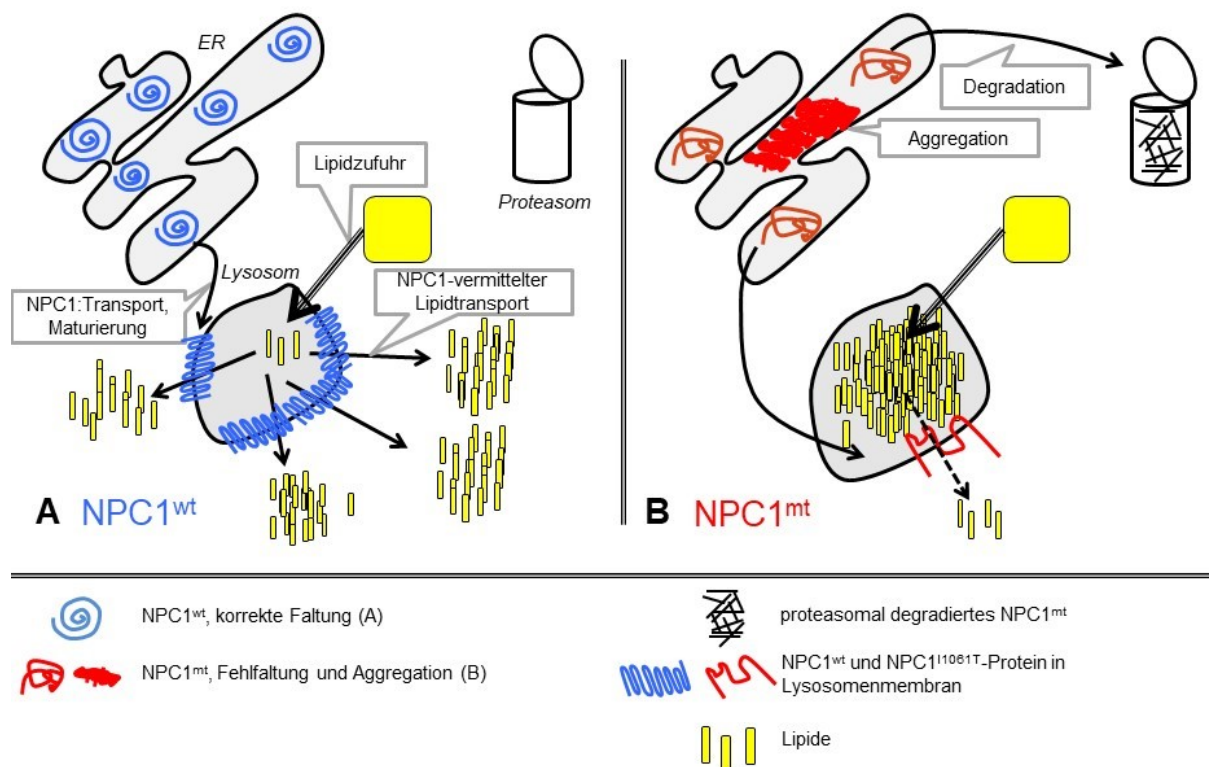 ER
Lipidzufuhr
Proteasom
Lysosom
NPC1:Transport,
Maturierung
NPC1-vermittelter
Lipidtransport
A NPC1ʷᵗ
Degradation
Aggregation
B NPC1ᵐᵗ
NPC1ʷᵗ, korrekte Faltung (A)
NPC1ᵐᵗ, Fehlfaltung und Aggregation (B)
proteasomal degradiertes NPC1ᵐᵗ
NPC1ʷᵗ und NPC1ᴵ¹⁰⁶¹ᵀ-Protein in
Lysosomenmembran
Lipide